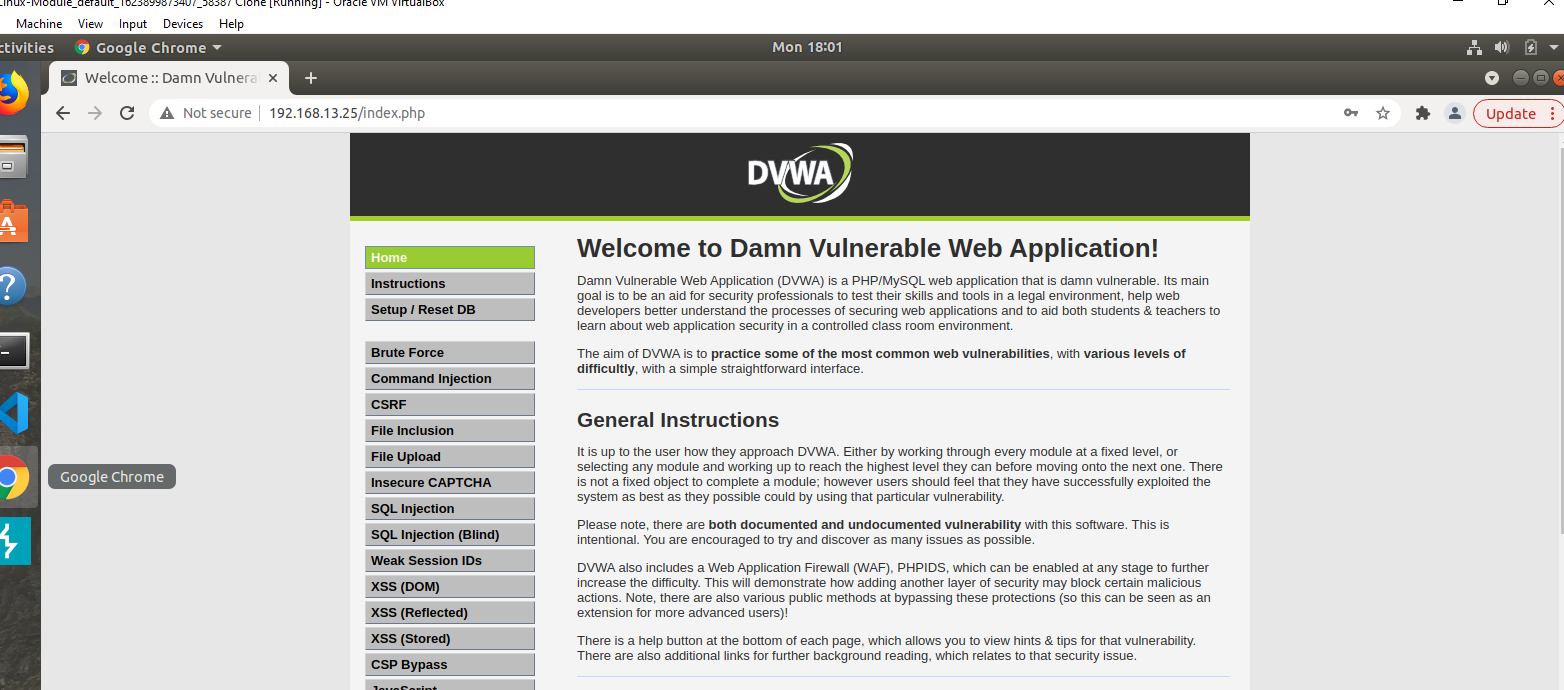 Linux-Module_default_1623899873407_58387 Clone [Running] - Oracle VM VirtualBox
Machine View Input Devices Help
ctivities Google Chrome Mon 18:01
Welcome :: Damn Vulnera
Not secure 192.168.13.25/index.php Update
DVWA
Home
Instructions
Setup / Reset DB
Brute Force
Command Injection
CSRF
File Inclusion
File Upload
Insecure CAPTCHA
SQL Injection
SQL Injection (Blind)
Weak Session IDs
XSS (DOM)
XSS (Reflected)
XSS (Stored)
CSP Bypass
JavaScript
Google Chrome
Welcome to Damn Vulnerable Web Application!
Damn Vulnerable Web Application (DVWA) is a PHP/MySQL web application that is damn vulnerable. Its main
goal is to be an aid for security professionals to test their skills and tools in a legal environment, help web
developers better understand the processes of securing web applications and to aid both students & teachers to
learn about web application security in a controlled class room environment.
The aim of DVWA is to practice some of the most common web vulnerabilities, with various levels of
difficultly, with a simple straightforward interface.
General Instructions
It is up to the user how they approach DVWA. Either by working through every module at a fixed level, or
selecting any module and working up to reach the highest level they can before moving onto the next one. There
is not a fixed object to complete a module; however users should feel that they have successfully exploited the
system as best as they possible could by using that particular vulnerability.
Please note, there are both documented and undocumented vulnerability with this software. This is
intentional. You are encouraged to try and discover as many issues as possible.
DVWA also includes a Web Application Firewall (WAF), PHPIDS, which can be enabled at any stage to further
increase the difficulty. This will demonstrate how adding another layer of security may block certain malicious
actions. Note, there are also various public methods at bypassing these protections (so this can be seen as an
extension for more advanced users)!
There is a help button at the bottom of each page, which allows you to view hints & tips for that vulnerability.
There are also additional links for further background reading, which relates to that security issue.